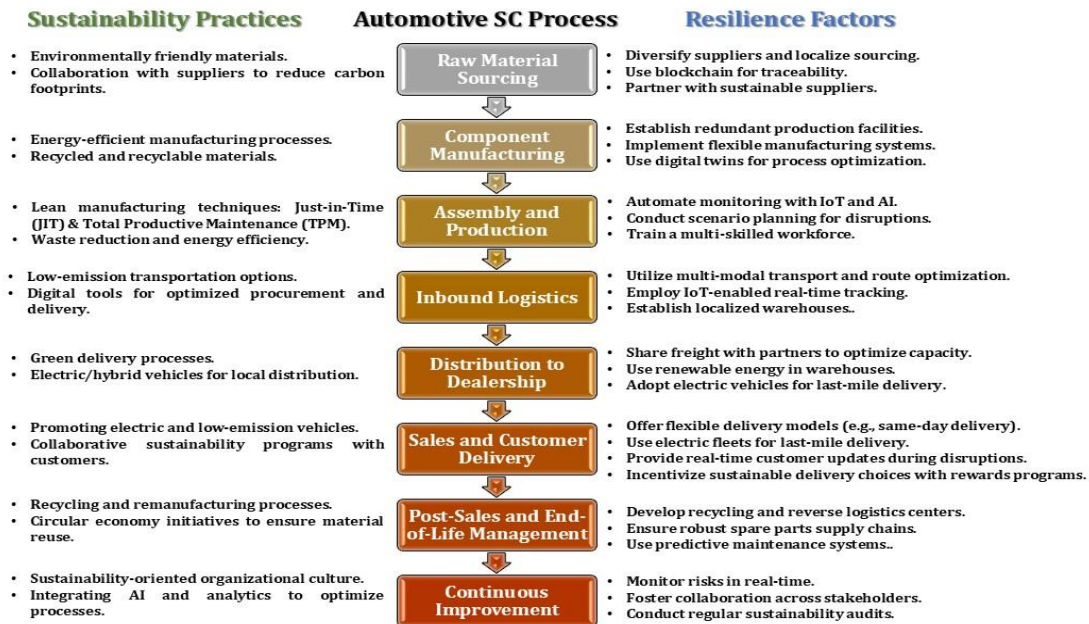 Sustainability Practices
Automotive SC Process
Resilience Factors
• Environmentally friendly materials.
• Collaboration with suppliers to reduce carbon
footprints.
Raw Material
Sourcing
• Diversify suppliers and localize sourcing.
• Use blockchain for traceability.
• Partner with sustainable suppliers.
• Energy-efficient manufacturing processes.
• Recycled and recyclable materials.
Component
Manufacturing
• Establish redundant production facilities.
• Implement flexible manufacturing systems.
• Use digital twins for process optimization.
• Lean manufacturing techniques: Just-in-Time
(JIT) & Total Productive Maintenance (TPM).
• Waste reduction and energy efficiency.
Assembly and
Production
• Automate monitoring with IoT and AI.
• Conduct scenario planning for disruptions.
• Train a multi-skilled workforce.
• Low-emission transportation options.
• Digital tools for optimized procurement and
delivery.
Inbound Logistics
• Utilize multi-modal transport and route optimization.
• Employ IoT-enabled real-time tracking.
• Establish localized warehouses..
• Green delivery processes.
• Electric/hybrid vehicles for local distribution.
Distribution to
Dealership
• Share freight with partners to optimize capacity.
• Use renewable energy in warehouses.
• Adopt electric vehicles for last-mile delivery.
• Promoting electric and low-emission vehicles.
• Collaborative sustainability programs with
customers.
Sales and Customer
Delivery
• Offer flexible delivery models (e.g., same-day delivery).
• Use electric fleets for last-mile delivery.
• Provide real-time customer updates during disruptions.
• Incentivize sustainable delivery choices with rewards programs.
• Recycling and remanufacturing processes.
• Circular economy initiatives to ensure material
reuse.
Post-Sales and End-
of-Life Management
• Develop recycling and reverse logistics centers.
• Ensure robust spare parts supply chains.
• Use predictive maintenance systems..
• Sustainability-oriented organizational culture.
• Integrating AI and analytics to optimize
processes.
Continuous
Improvement
• Monitor risks in real-time.
• Foster collaboration across stakeholders.
• Conduct regular sustainability audits.